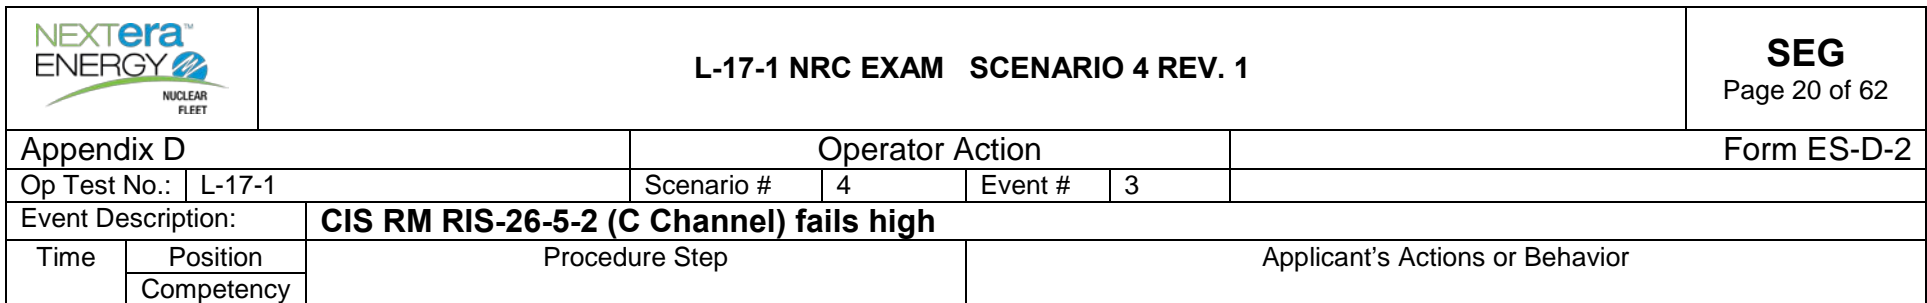 NEXTera™
ENERGY
NUCLEAR
FLEET
L-17-1 NRC EXAM SCENARIO 4 REV. 1
SEG
Page 20 of 62
Appendix D Operator Action Form ES-D-2
Op Test No.: L-17-1 Scenario # 4 Event # 3
Event Description: CIS RM RIS-26-5-2 (C Channel) fails high
Time Position Procedure Step Applicant's Actions or Behavior
Competency